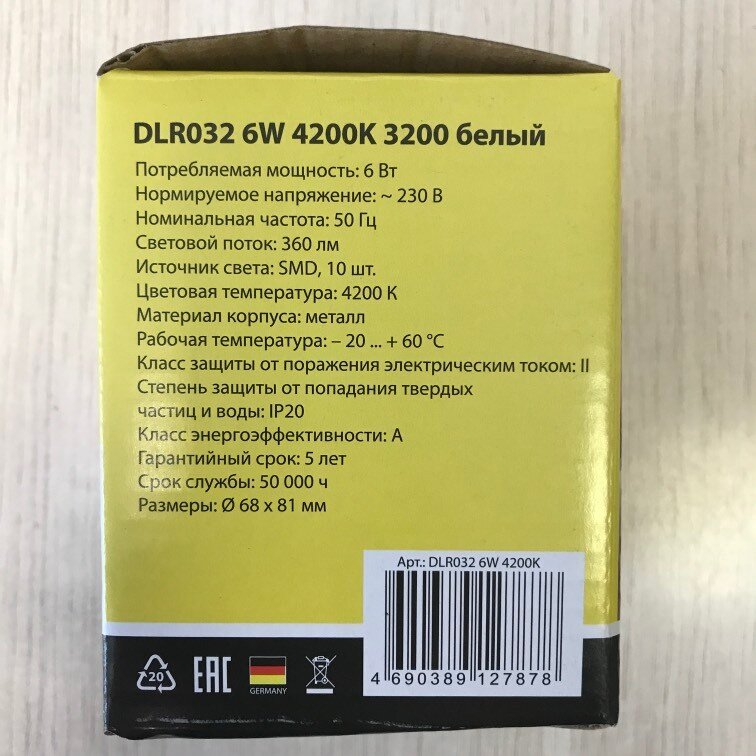 DLR032 6W 4200K 3200 белый
Потребляемая мощность: 6 Вт
Нормируемое напряжение: ~ 230 В
Номинальная частота: 50 Гц
Световой поток: 360 лм
Источник света: SMD, 10 шт.
Цветовая температура: 4200 К
Материал корпуса: металл
Рабочая температура: – 20 ... + 60 °C
Класс защиты от поражения электрическим током: II
Степень защиты от попадания твердых
частиц и воды: IP20
Класс энергоэффективности: А
Гарантийный срок: 5 лет
Срок службы: 50 000 ч
Размеры: Ø 68 x 81 мм
Арт.: DLR032 6W 4200K
4 690389 127878
20
EAC
GERMANY